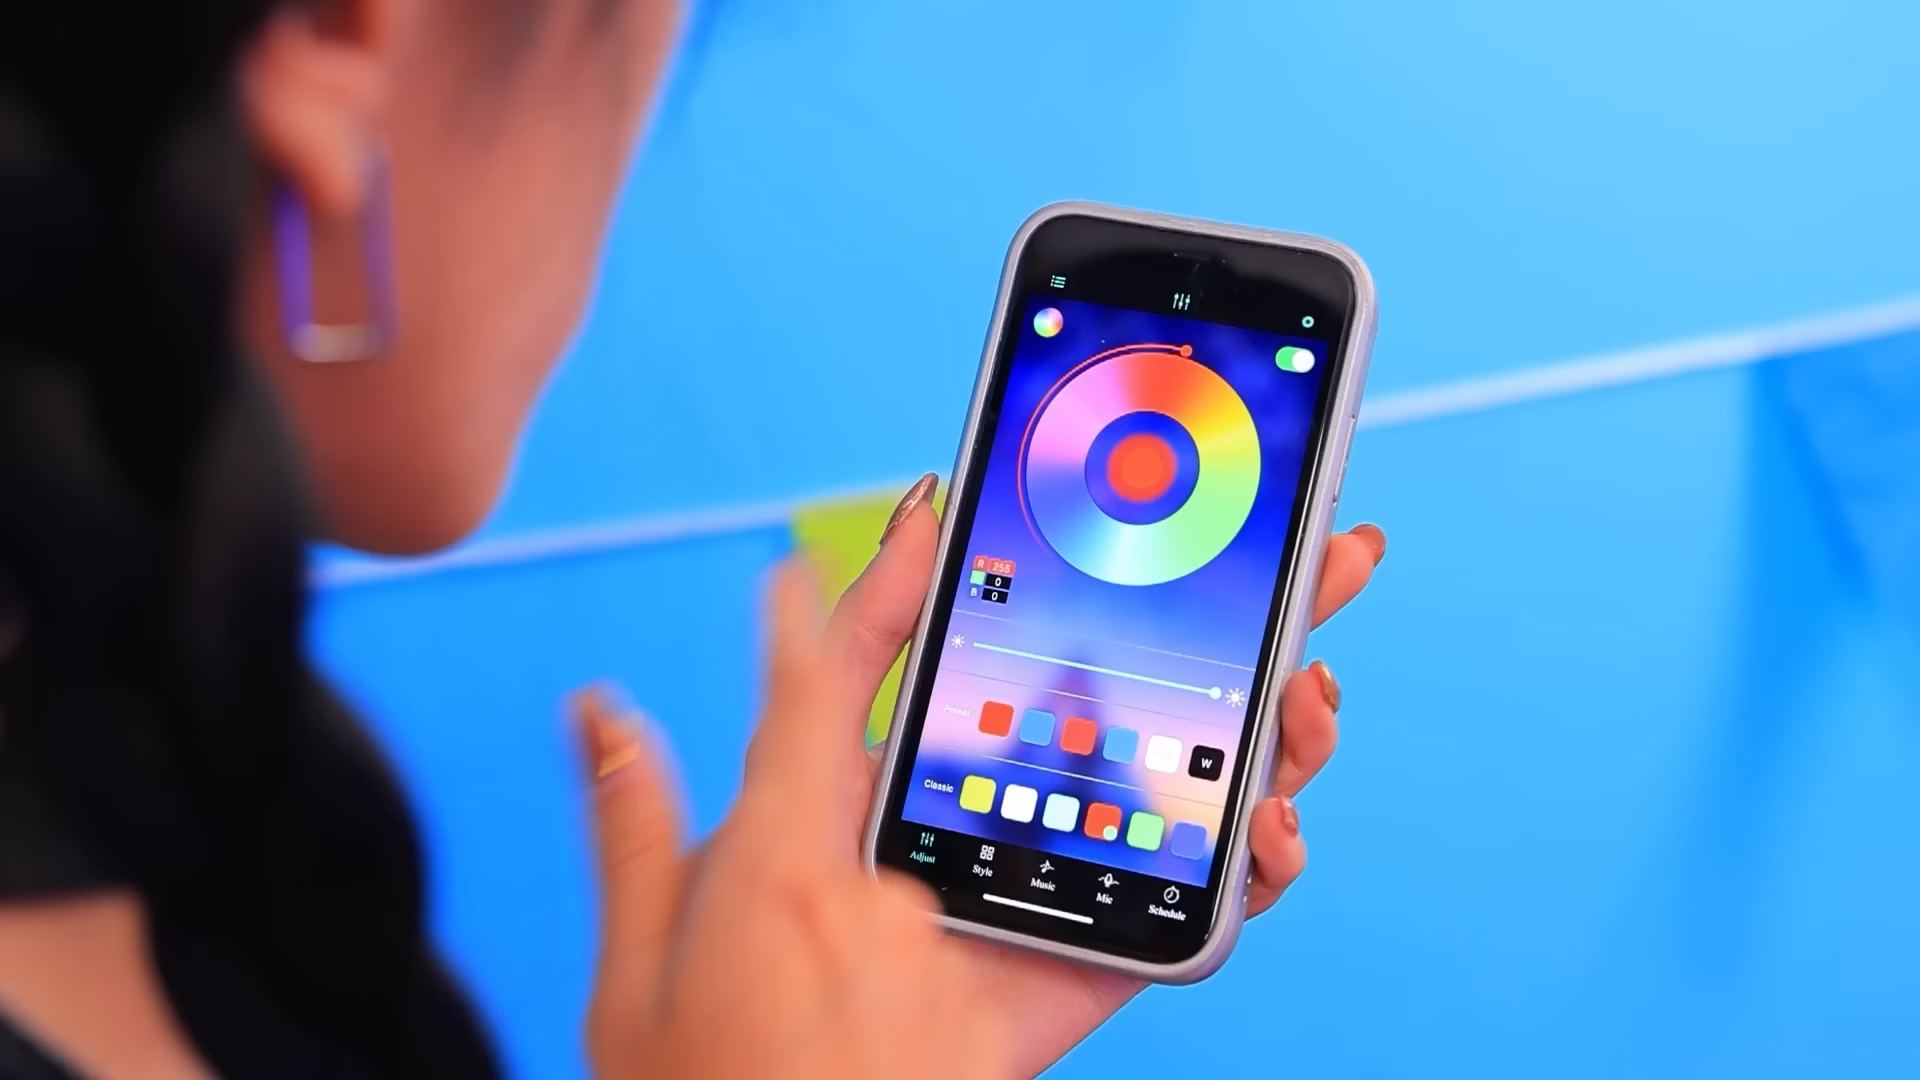 R 255
0
B 0
Preset
W
Classic
Adjust
Style
Music
Mic
Schedule